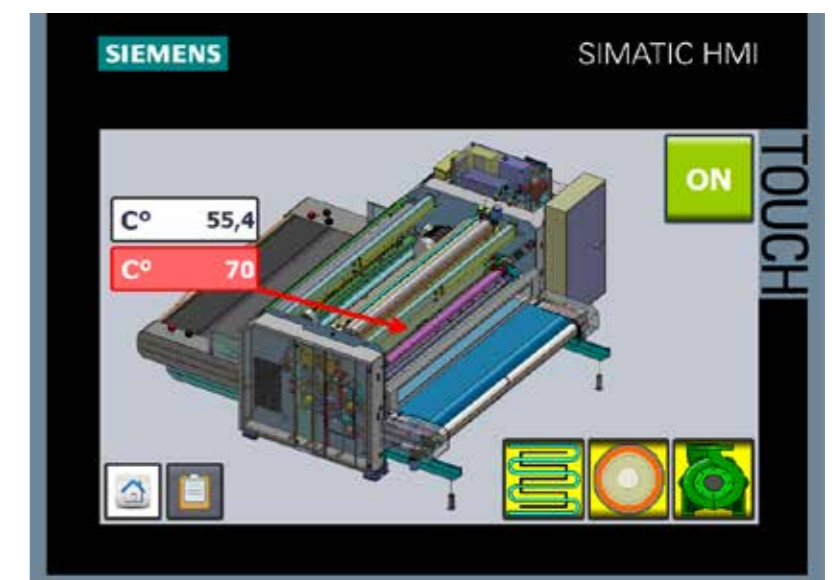 SIEMENS
SIMATIC HMI
TOUCH
ON
C° 55,4
C° 70